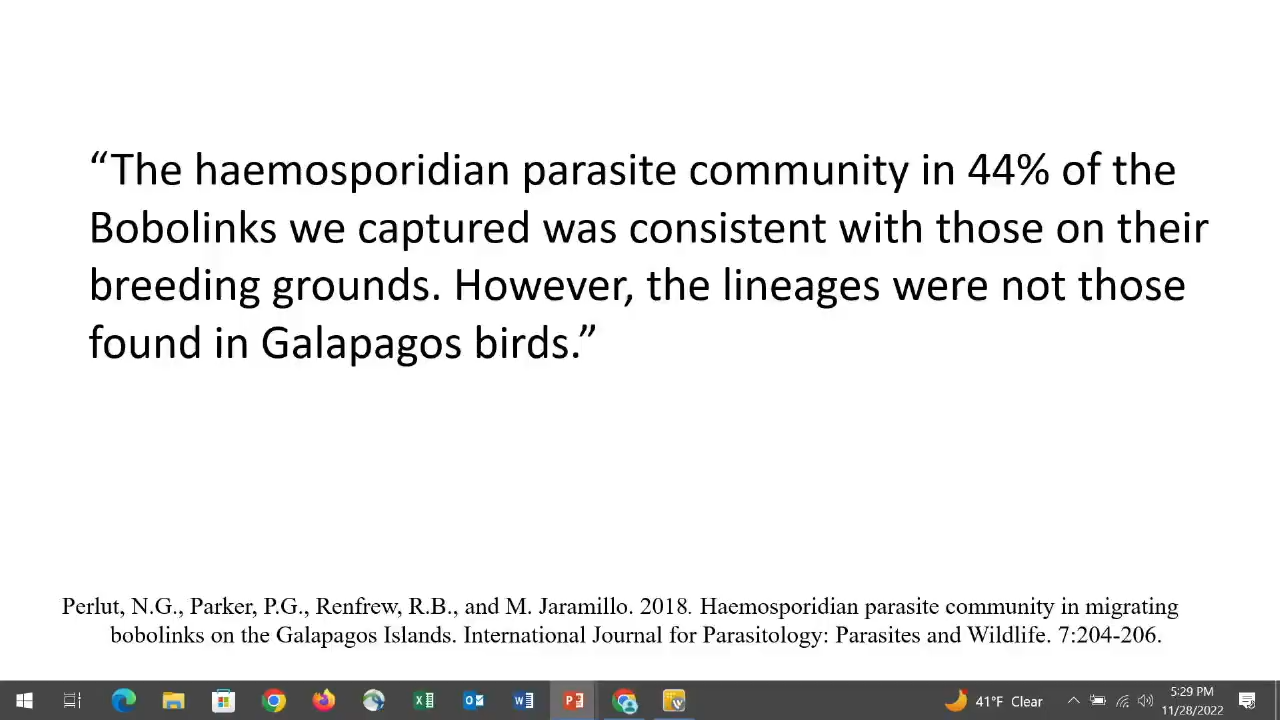 “The haemosporidian parasite community in 44% of the
Bobolinks we captured was consistent with those on their
breeding grounds. However, the lineages were not those
found in Galapagos birds.”
Perlut, N.G., Parker, P.G., Renfrew, R.B., and M. Jaramillo. 2018. Haemosporidian parasite community in migrating
bobolinks on the Galapagos Islands. International Journal for Parasitology: Parasites and Wildlife. 7:204-206.
41°F Clear
5:29 PM
11/28/2022